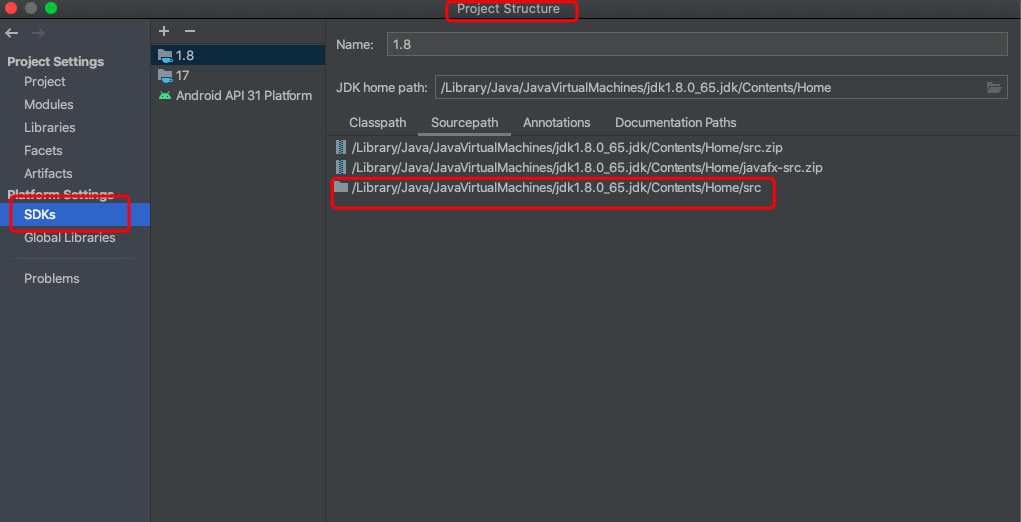 Project Structure
Project Settings
Project
Modules
Libraries
Facets
Artifacts
Platform Settings
SDKs
Global Libraries
Problems
1.8
17
Android API 31 Platform
Name: 1.8
JDK home path: /Library/Java/JavaVirtualMachines/jdk1.8.0_65.jdk/Contents/Home
Classpath Sourcepath Annotations Documentation Paths
/Library/Java/JavaVirtualMachines/jdk1.8.0_65.jdk/Contents/Home/src.zip
/Library/Java/JavaVirtualMachines/jdk1.8.0_65.jdk/Contents/Home/javafx-src.zip
/Library/Java/JavaVirtualMachines/jdk1.8.0_65.jdk/Contents/Home/src